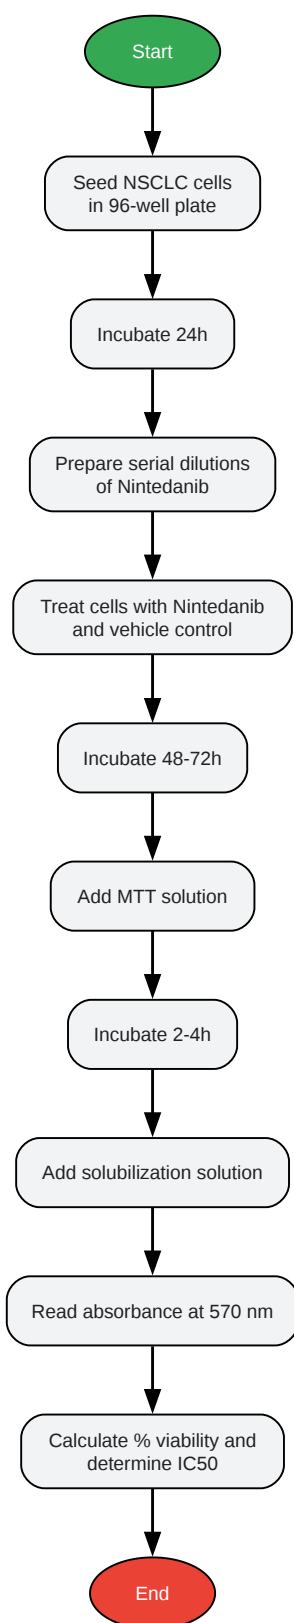 Start
Seed NSCLC cells
in 96-well plate
Incubate 24h
Prepare serial dilutions
of Nintedanib
Treat cells with Nintedanib
and vehicle control
Incubate 48-72h
Add MTT solution
Incubate 2-4h
Add solubilization solution
Read absorbance at 570 nm
Calculate % viability and
determine IC50
End